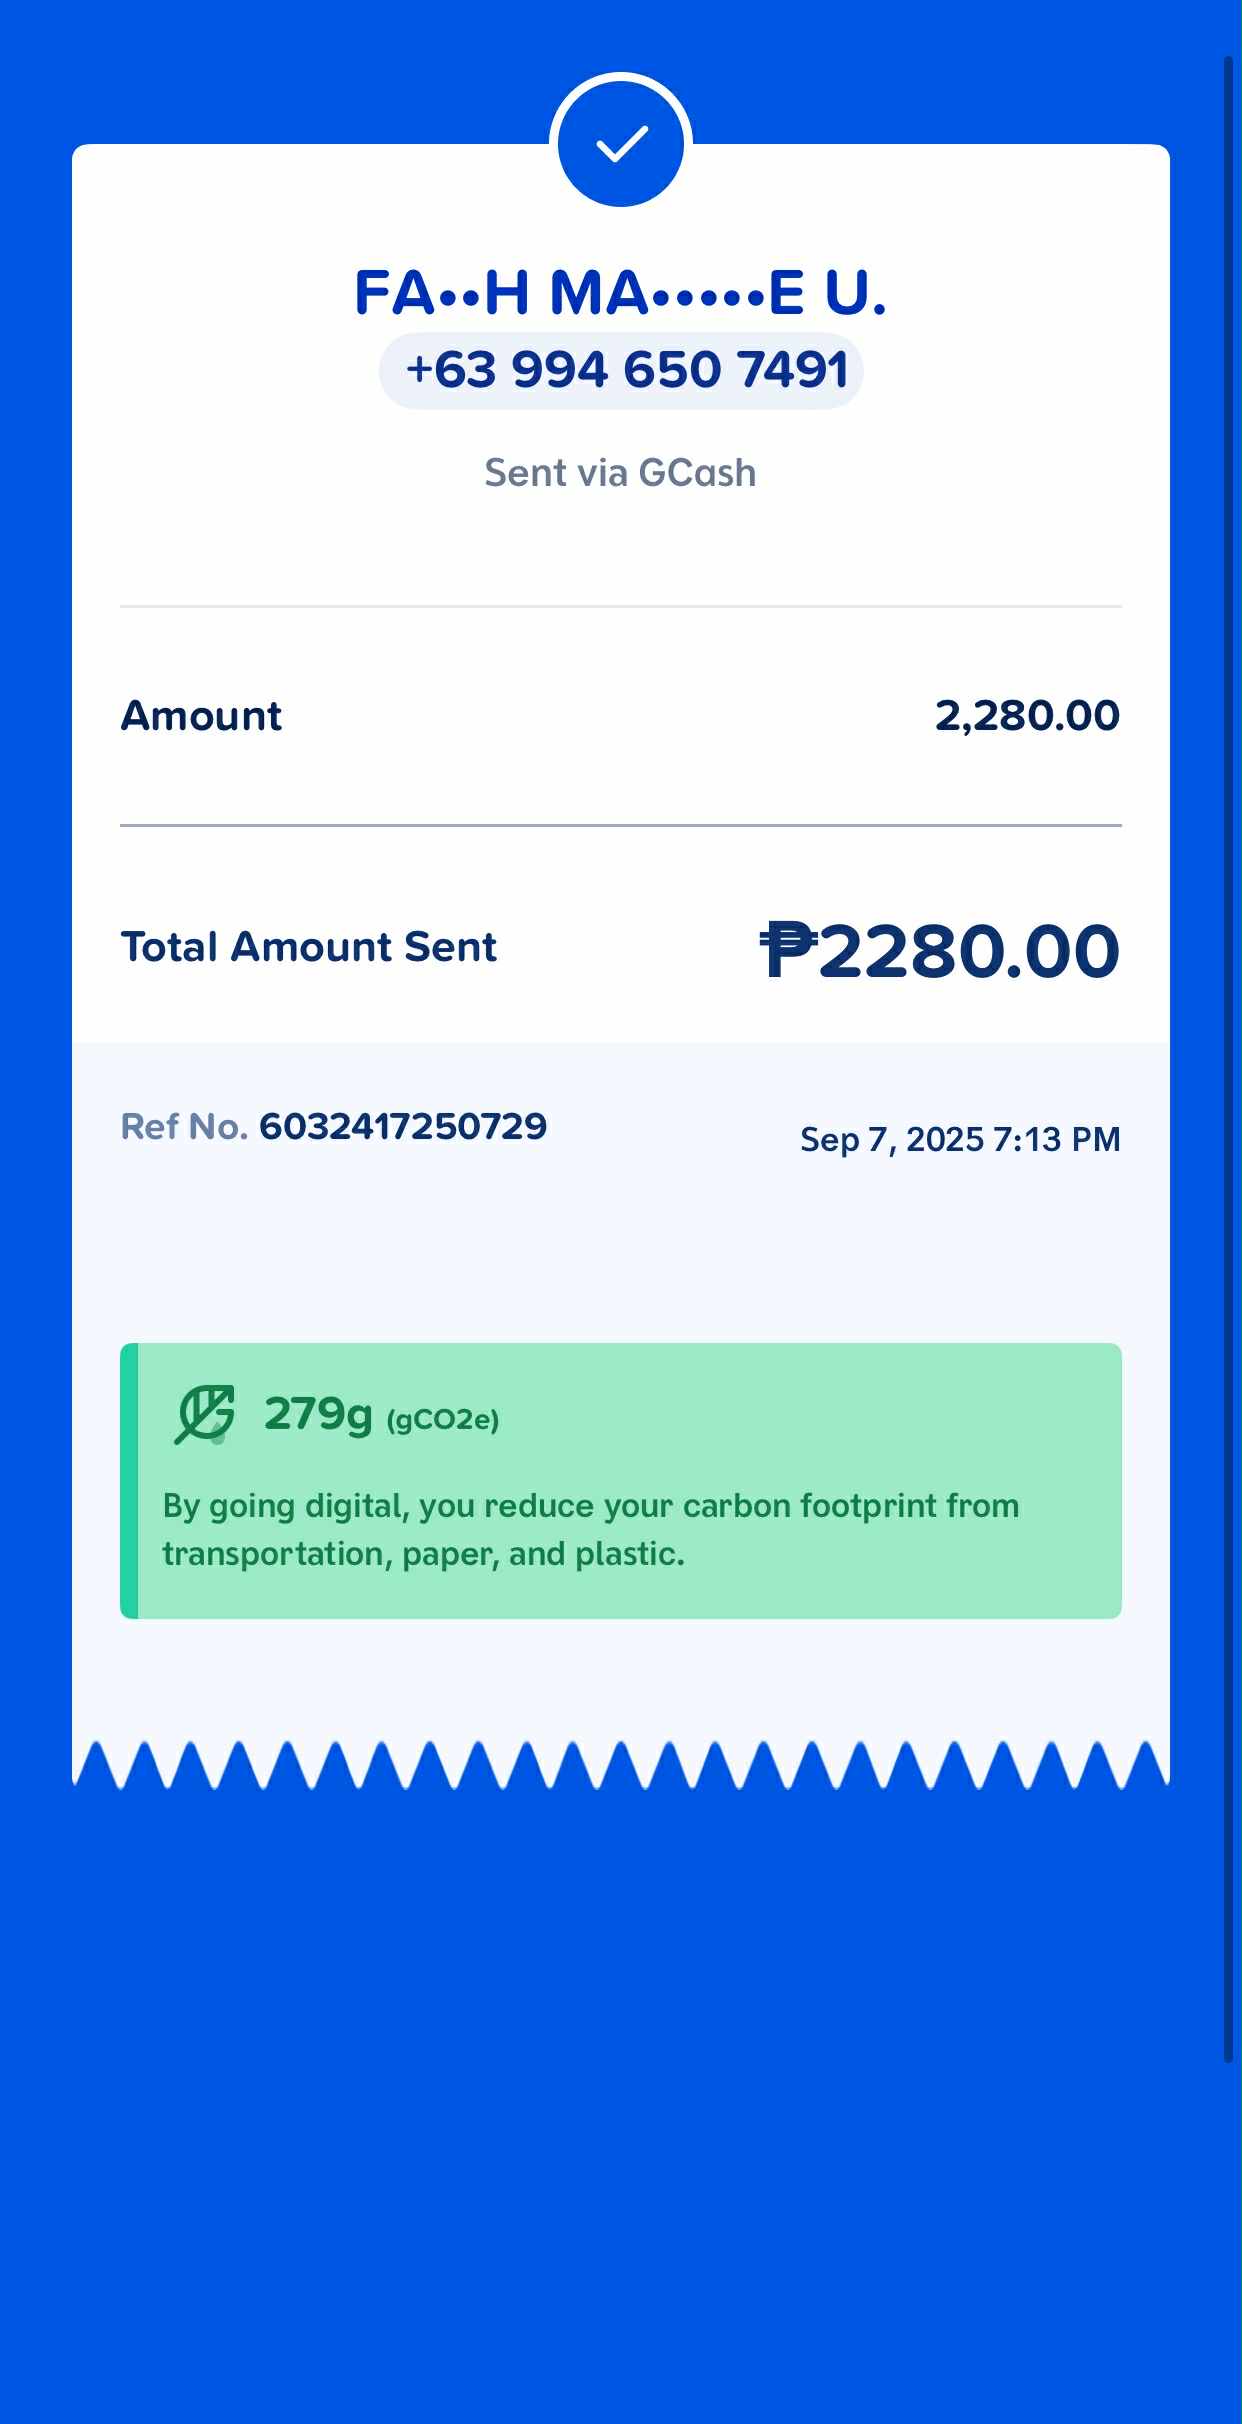 FA••H MA•••••E U.
+63 994 650 7491
Sent via GCash
Amount 2,280.00
Total Amount Sent ₱2280.00
Ref No. 6032417250729 Sep 7, 2025 7:13 PM
279g (gCO2e)
By going digital, you reduce your carbon footprint from
transportation, paper, and plastic.